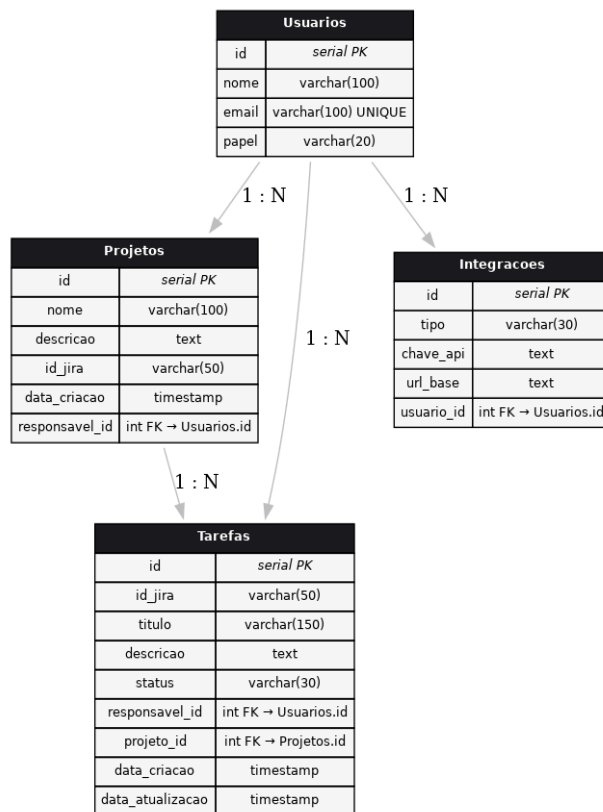 Usuarios
id serial PK
nome varchar(100)
email varchar(100) UNIQUE
papel varchar(20)
1 : N
1 : N
Projetos
id serial PK
nome varchar(100)
descricao text
id_jira varchar(50)
data_criacao timestamp
responsavel_id int FK → Usuarios.id
Integracoes
id serial PK
tipo varchar(30)
chave_api text
url_base text
usuario_id int FK → Usuarios.id
1 : N
1 : N
Tarefas
id serial PK
id_jira varchar(50)
titulo varchar(150)
descricao text
status varchar(30)
responsavel_id int FK → Usuarios.id
projeto_id int FK → Projetos.id
data_criacao timestamp
data_atualizacao timestamp